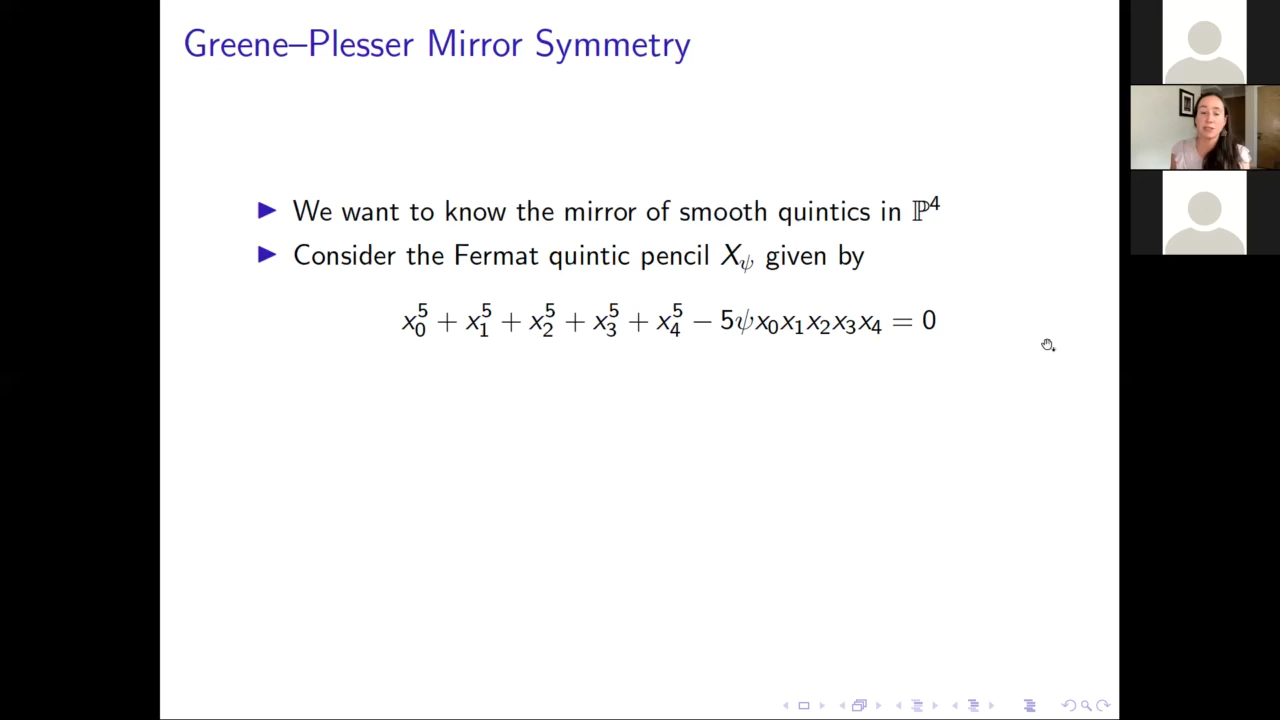 Greene–Plesser Mirror Symmetry
▶ We want to know the mirror of smooth quintics in ℙ⁴
▶ Consider the Fermat quintic pencil X_ψ given by
x₀⁵ + x₁⁵ + x₂⁵ + x₃⁵ + x₄⁵ − 5ψx₀x₁x₂x₃x₄ = 0